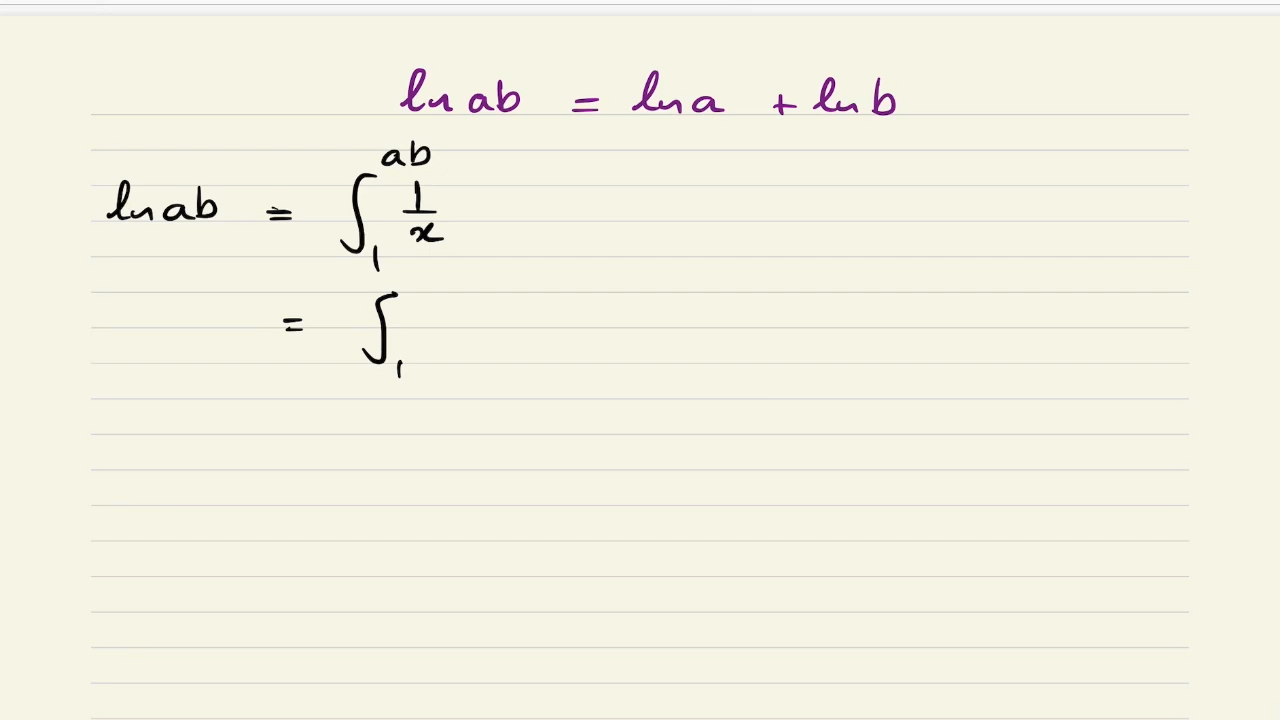 ln ab = ln a + ln b
ln ab = ∫₁^ab 1/x
= ∫₁